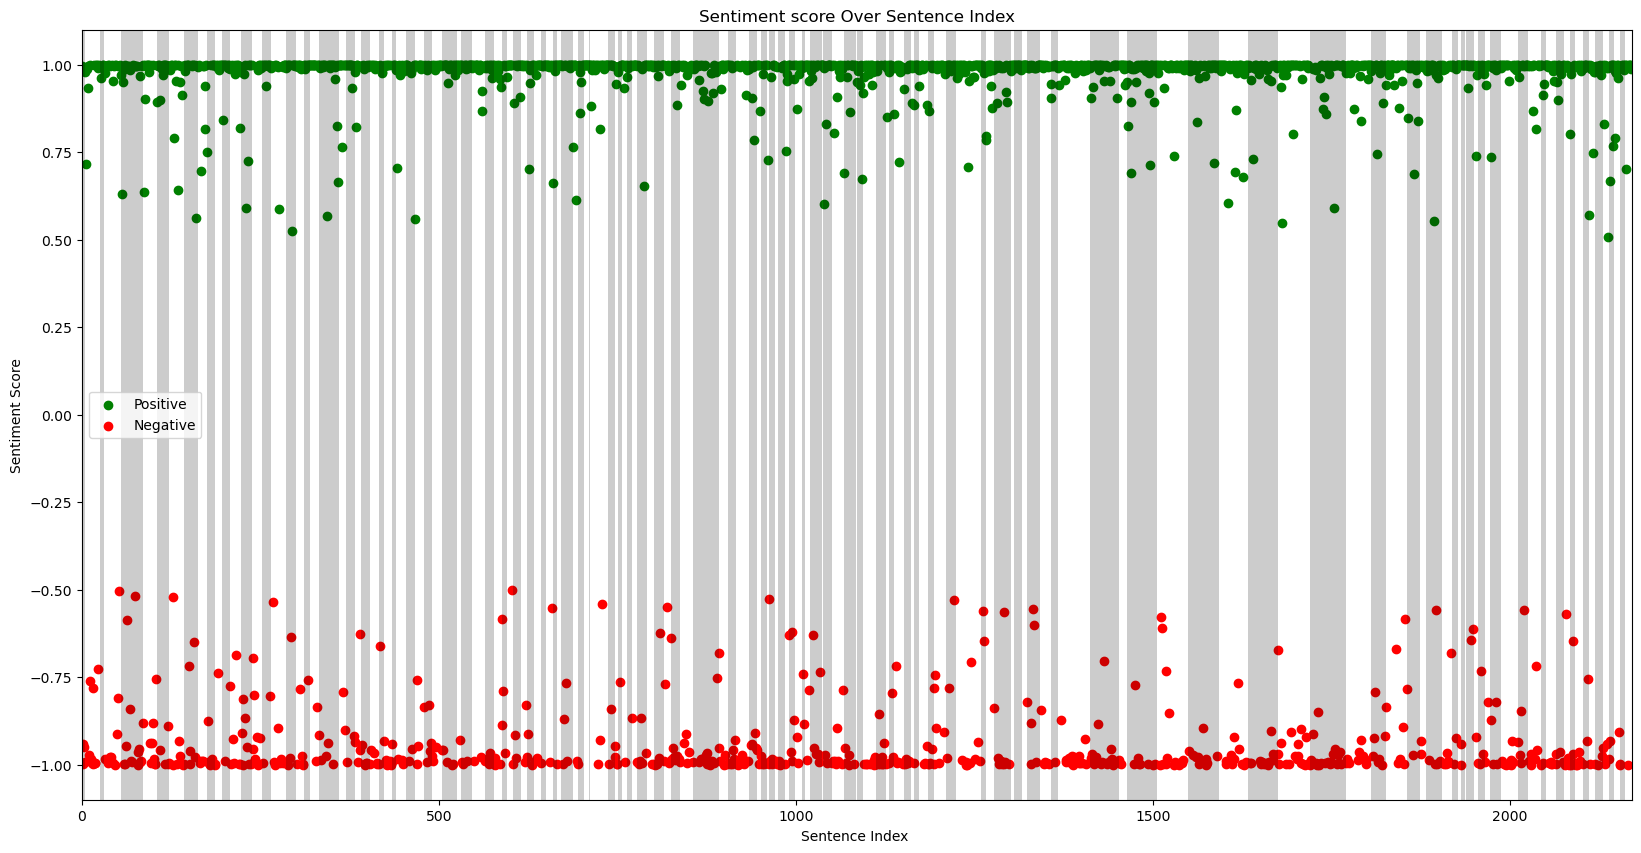 Sentiment score Over Sentence Index
1.00
0.75
0.50
0.25
0.00
−0.25
−0.50
−0.75
−1.00
Sentiment Score
Positive
Negative
0
500
1000
1500
2000
Sentence Index